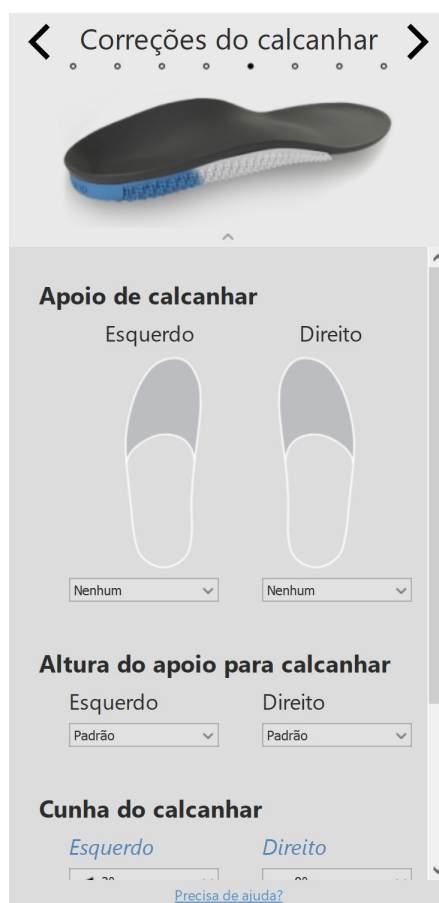 Correções do calcanhar
Apoio de calcanhar
Esquerdo Direito
Nenhum Nenhum
Altura do apoio para calcanhar
Esquerdo Direito
Padrão Padrão
Cunha do calcanhar
Esquerdo Direito
Precisa de ajuda?